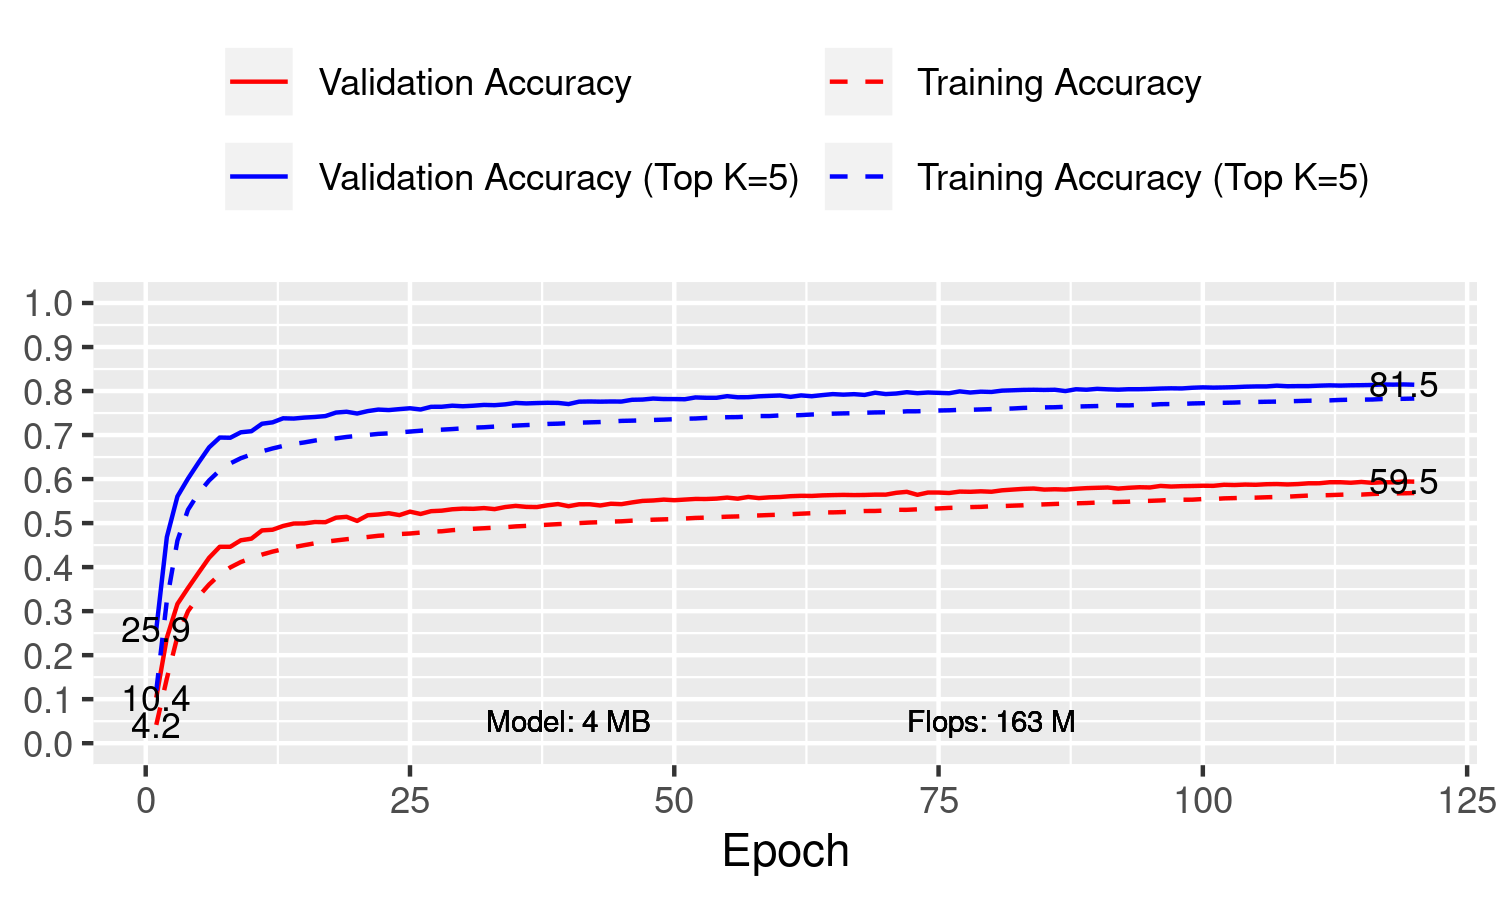 Validation Accuracy
Training Accuracy
Validation Accuracy (Top K=5)
Training Accuracy (Top K=5)
1.0
0.9
0.8
0.7
0.6
0.5
0.4
0.3
0.2
0.1
0.0
81.5
59.5
25.9
10.4
4.2
Model: 4 MB
Flops: 163 M
0 25 50 75 100 125
Epoch